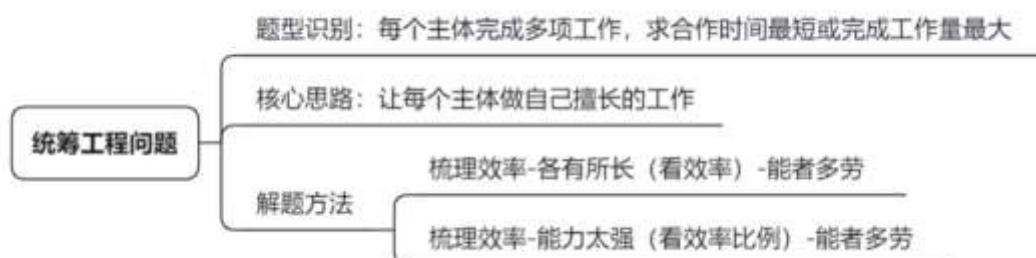 题型识别：每个主体完成多项工作，求合作时间最短或完成工作量最大
核心思路：让每个主体做自己擅长的工作
统筹工程问题
解题方法
梳理效率-各有所长（看效率）-能者多劳
梳理效率-能力太强（看效率比例）-能者多劳